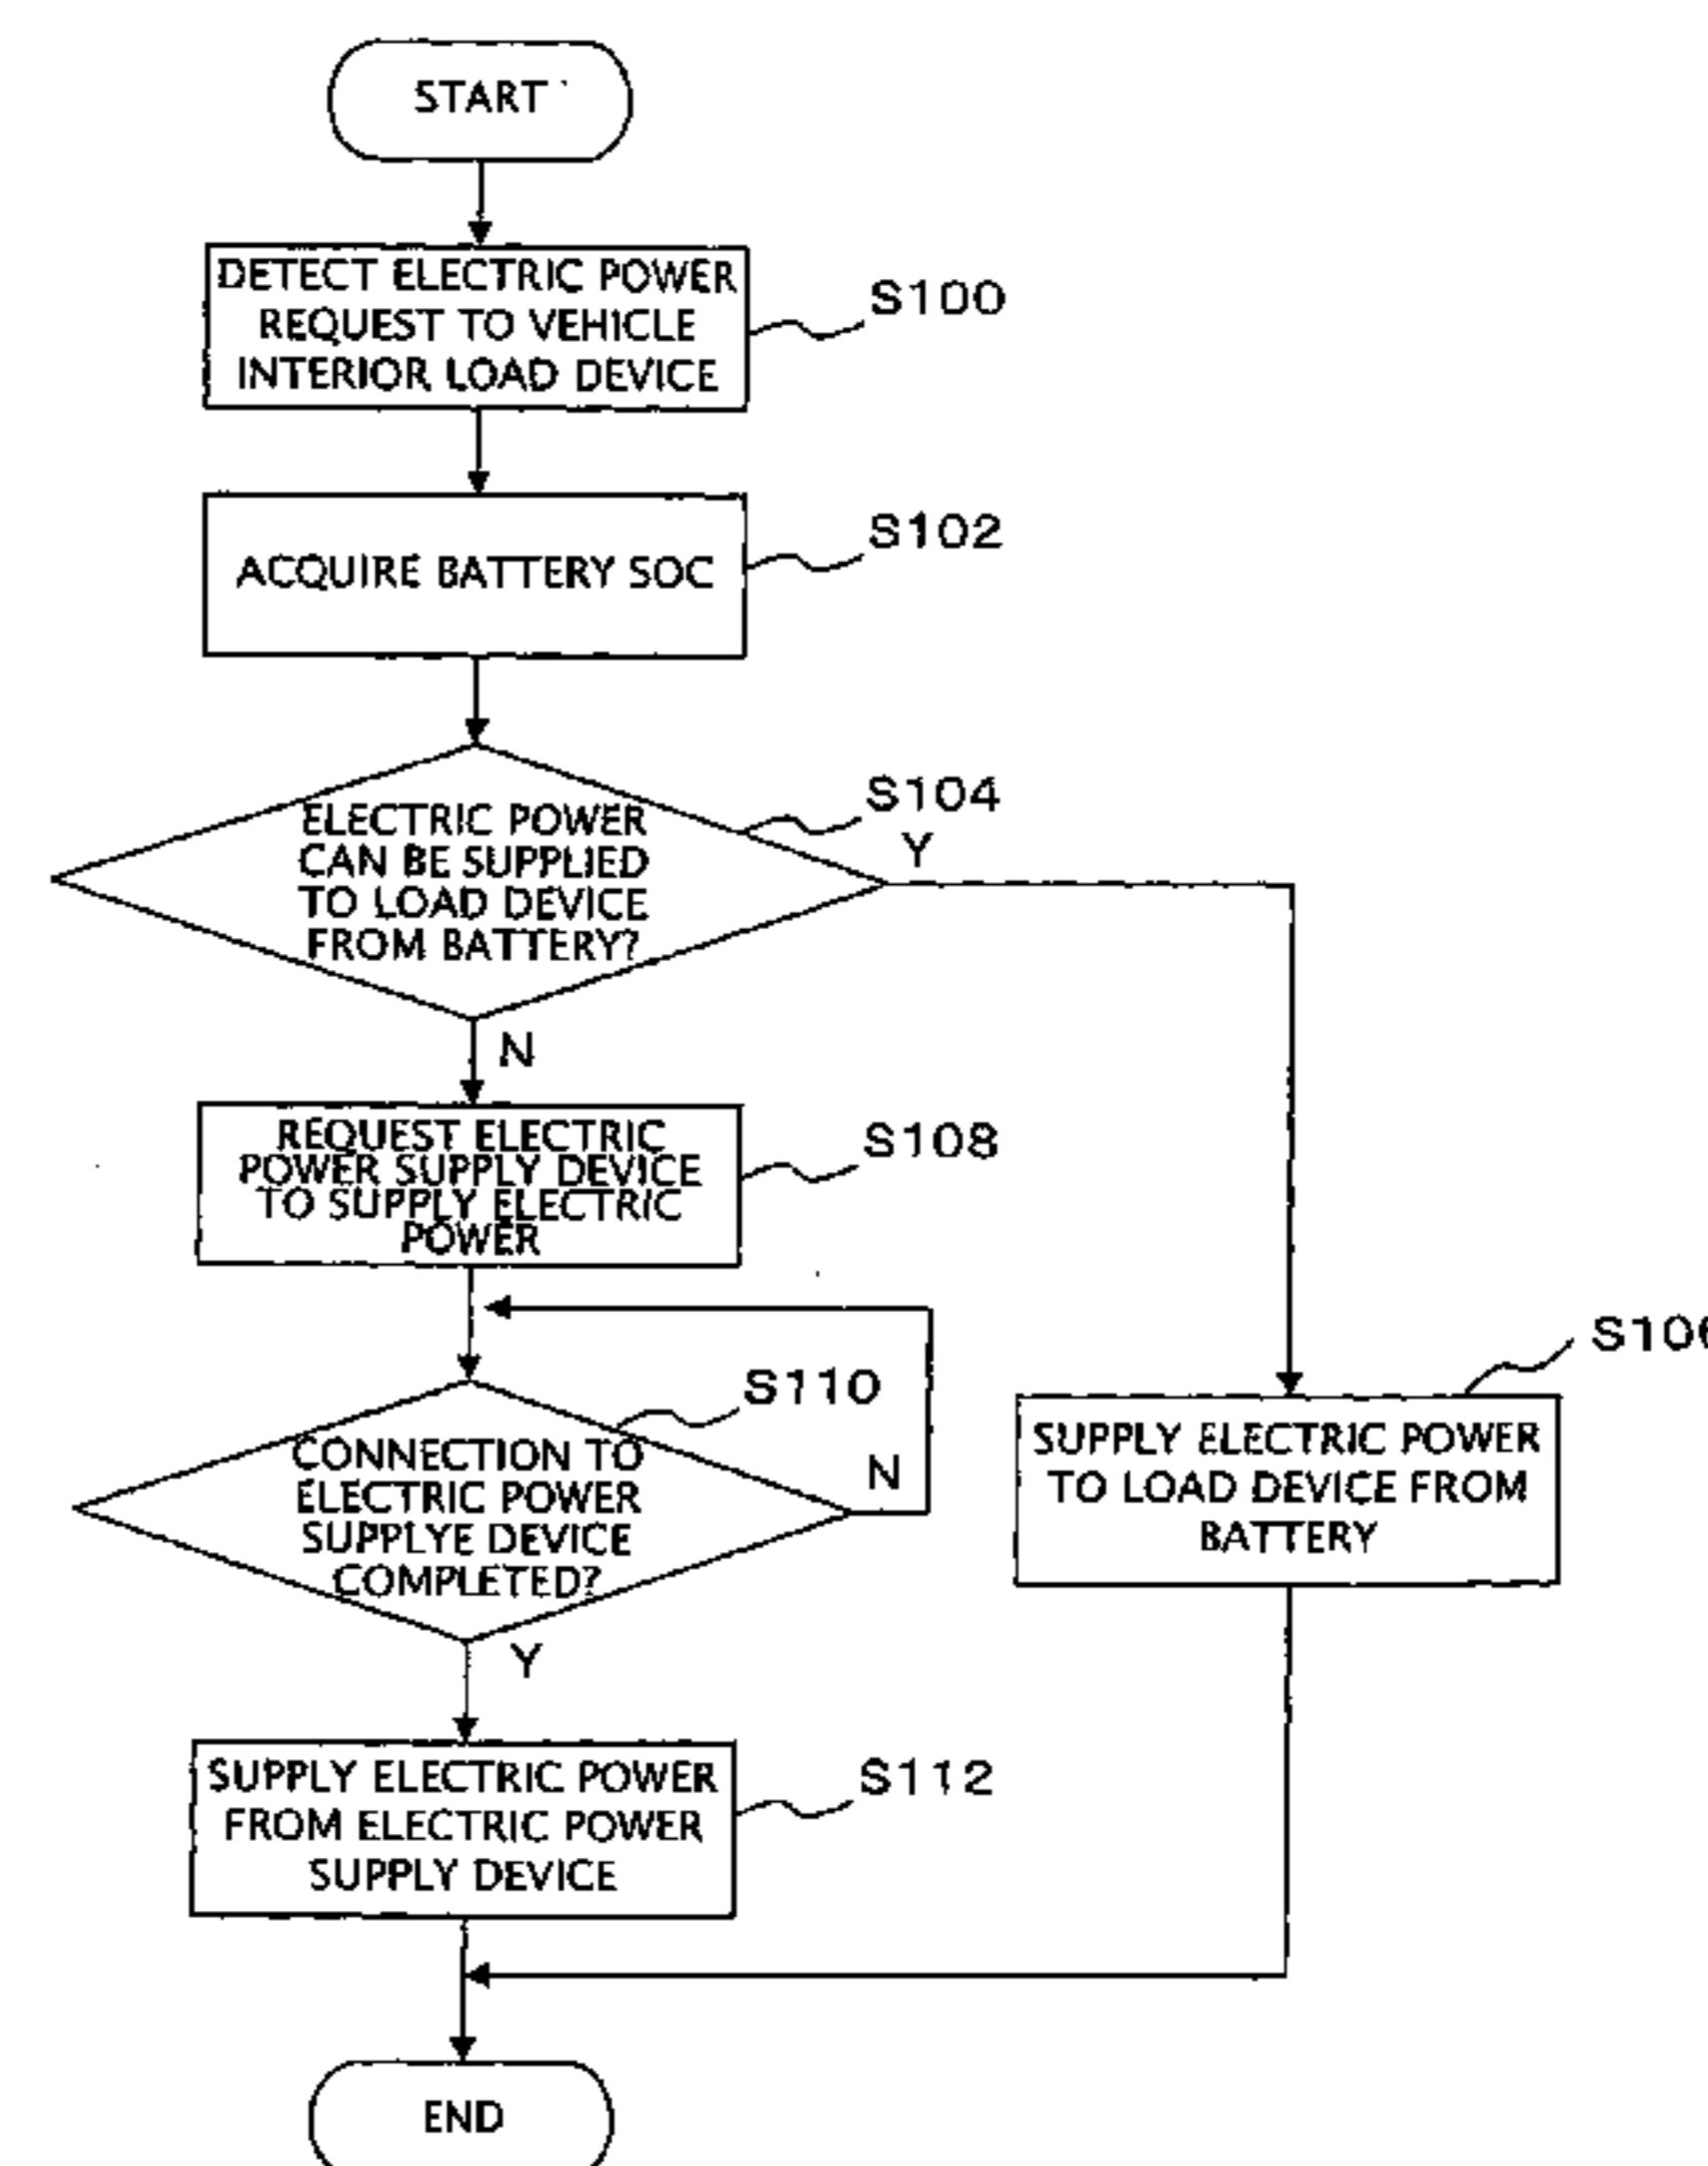 START
DETECT ELECTRIC POWER
REQUEST TO VEHICLE
INTERIOR LOAD DEVICE
S100
ACQUIRE BATTERY SOC
S102
ELECTRIC POWER
CAN BE SUPPLIED
TO LOAD DEVICE
FROM BATTERY?
S104
Y
N
REQUEST ELECTRIC
POWER SUPPLY DEVICE
TO SUPPLY ELECTRIC
POWER
S108
CONNECTION TO
ELECTRIC POWER
SUPPLYE DEVICE
COMPLETED?
S110
N
Y
SUPPLY ELECTRIC POWER
TO LOAD DEVICE FROM
BATTERY
SUPPLY ELECTRIC POWER
FROM ELECTRIC POWER
SUPPLY DEVICE
S112
END